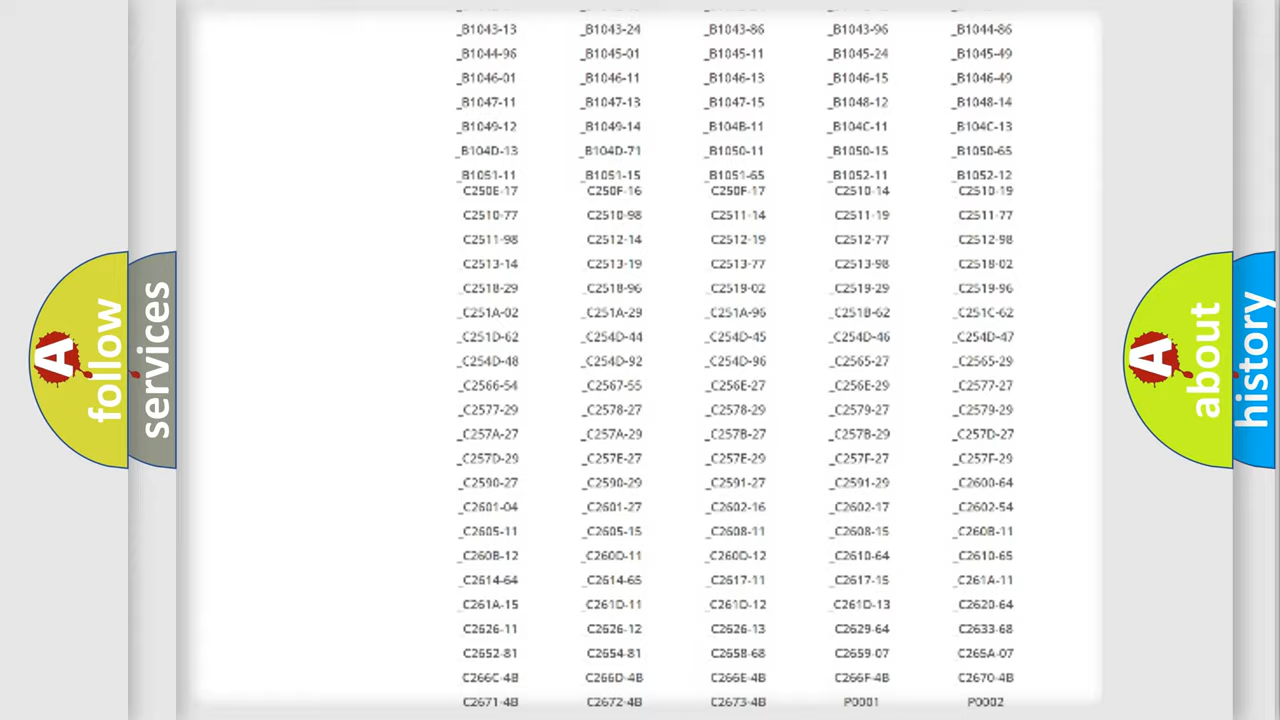 _B1043-13 _B1043-24 _B1043-86 _B1043-96 _B1044-86
_B1044-96 _B1045-01 _B1045-11 _B1045-24 _B1045-49
_B1046-01 _B1046-11 _B1046-13 _B1046-15 _B1046-49
_B1047-11 _B1047-13 _B1047-15 _B1048-12 _B1048-14
_B1049-12 _B1049-14 _B104B-11 _B104C-11 _B104C-13
_B104D-13 _B104D-71 _B1050-11 _B1050-15 _B1050-65
_B1051-11 _B1051-15 _B1051-65 _B1052-11 _B1052-12
C250E-17 C250F-16 C250F-17 C2510-14 C2510-19
C2510-77 C2510-98 C2511-14 C2511-19 C2511-77
C2511-98 C2512-14 C2512-19 C2512-77 C2512-98
C2513-14 C2513-19 C2513-77 C2513-98 _C2518-02
_C2518-29 _C2518-96 _C2519-02 _C2519-29 _C2519-96
_C251A-02 _C251A-29 _C251A-96 _C251B-62 _C251C-62
_C251D-62 _C254D-44 _C254D-45 _C254D-46 _C254D-47
_C254D-48 _C254D-92 _C254D-96 _C2565-27 _C2565-29
_C2566-54 _C2567-55 _C256E-27 _C256E-29 _C2577-27
_C2577-29 _C2578-27 _C2578-29 _C2579-27 _C2579-29
_C257A-27 _C257A-29 _C257B-27 _C257B-29 _C257D-27
_C257D-29 _C257E-27 _C257E-29 _C257F-27 _C257F-29
_C2590-27 _C2590-29 _C2591-27 _C2591-29 _C2600-64
_C2601-04 _C2601-27 _C2602-16 _C2602-17 _C2602-54
_C2605-11 _C2605-15 _C2608-11 _C2608-15 _C260B-11
_C260B-12 _C260D-11 _C260D-12 _C2610-64 _C2610-65
_C2614-64 _C2614-65 _C2617-11 _C2617-15 _C261A-11
_C261A-15 _C261D-11 _C261D-12 _C261D-13 _C2620-64
C2626-11 C2626-12 C2626-13 C2629-64 C2633-68
C2652-81 C2654-81 C2658-68 C2659-07 C265A-07
C266C-4B C266D-4B C266E-4B C266F-4B C2670-4B
C2671-4B C2672-4B C2673-4B P0001 P0002
A follow
services
A about
history